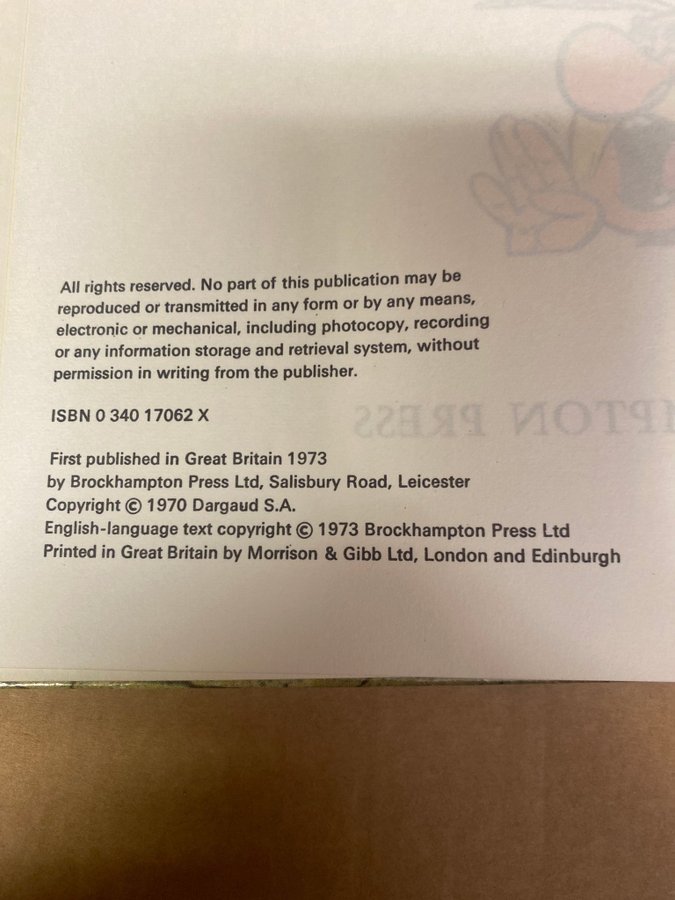 All rights reserved. No part of this publication may be
reproduced or transmitted in any form or by any means,
electronic or mechanical, including photocopy, recording
or any information storage and retrieval system, without
permission in writing from the publisher.
ISBN 0 340 17062 X
MPTON PRESS
First published in Great Britain 1973
by Brockhampton Press Ltd, Salisbury Road, Leicester
Copyright © 1970 Dargaud S.A.
English-language text copyright © 1973 Brockhampton Press Ltd
Printed in Great Britain by Morrison & Gibb Ltd, London and Edinburgh